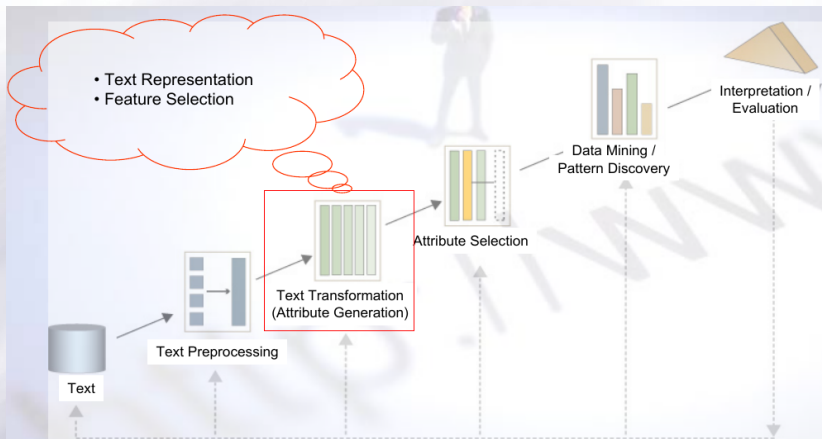 • Text Representation
• Feature Selection
Interpretation /
Evaluation
Data Mining /
Pattern Discovery
Attribute Selection
Text Transformation
(Attribute Generation)
Text Preprocessing
Text